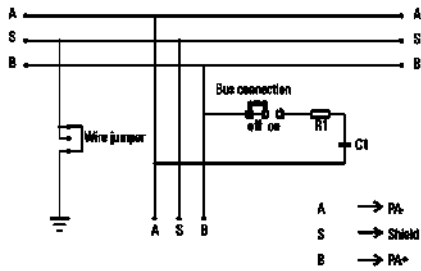 A A
S S
B B
Bus connection
off on
R1
Wire jumper
C1
A S B
A → PA-
S → Shield
B → PA+